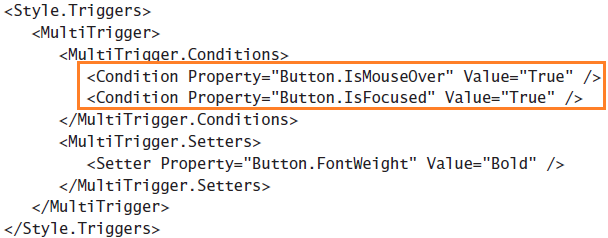 <Style.Triggers>
<MultiTrigger>
<MultiTrigger.Conditions>
<Condition Property="Button.IsMouseOver" Value="True" />
<Condition Property="Button.IsFocused" Value="True" />
</MultiTrigger.Conditions>
<MultiTrigger.Setters>
<Setter Property="Button.FontWeight" Value="Bold" />
</MultiTrigger.Setters>
</MultiTrigger>
</Style.Triggers>